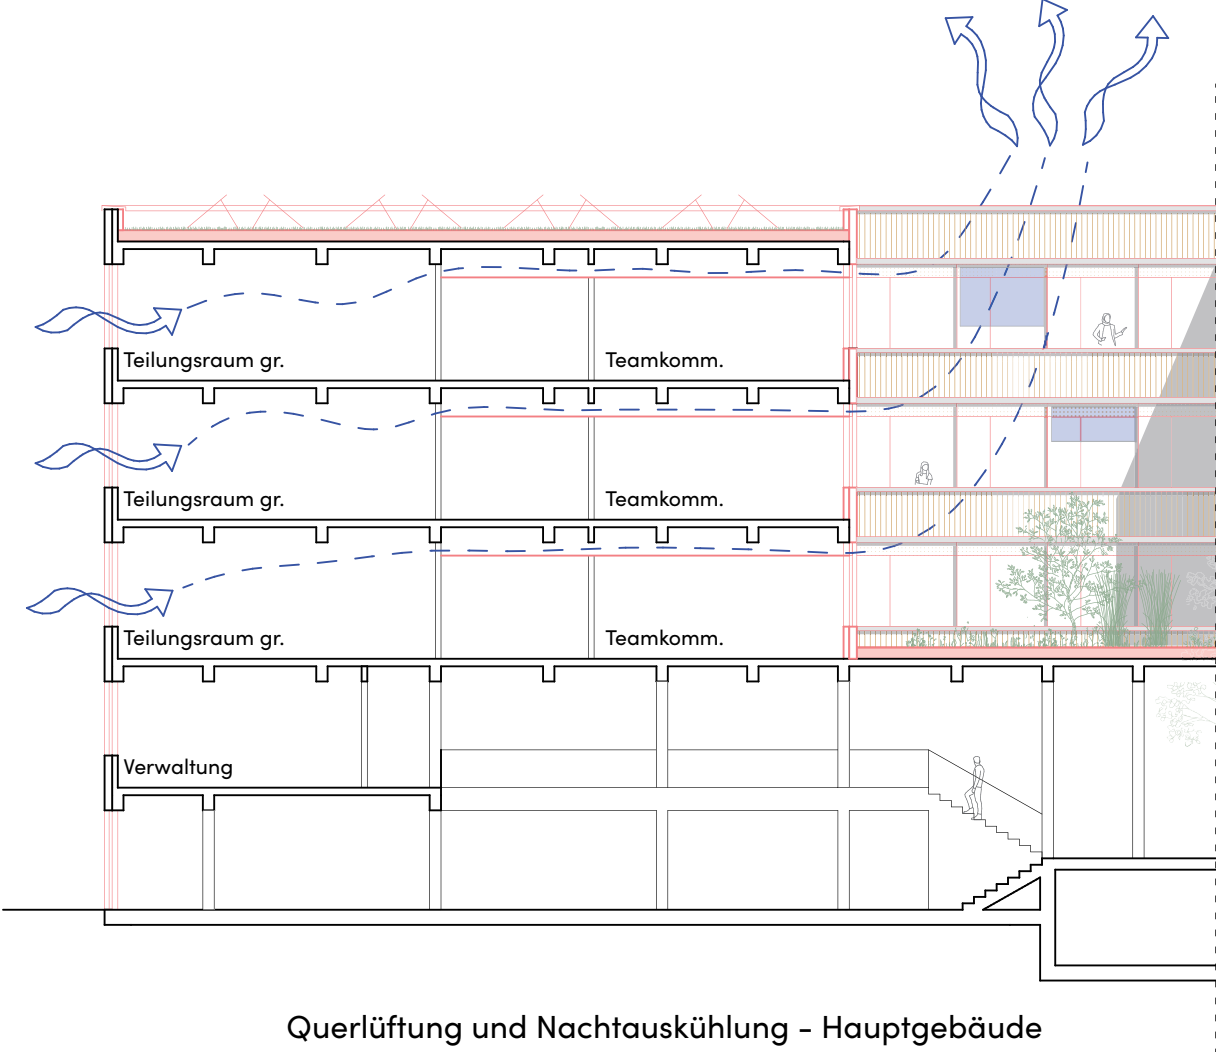 Teilungsraum gr.
Teamkomm.
Teilungsraum gr.
Teamkomm.
Teilungsraum gr.
Teamkomm.
Verwaltung
Querlüftung und Nachtauskühlung - Hauptgebäude